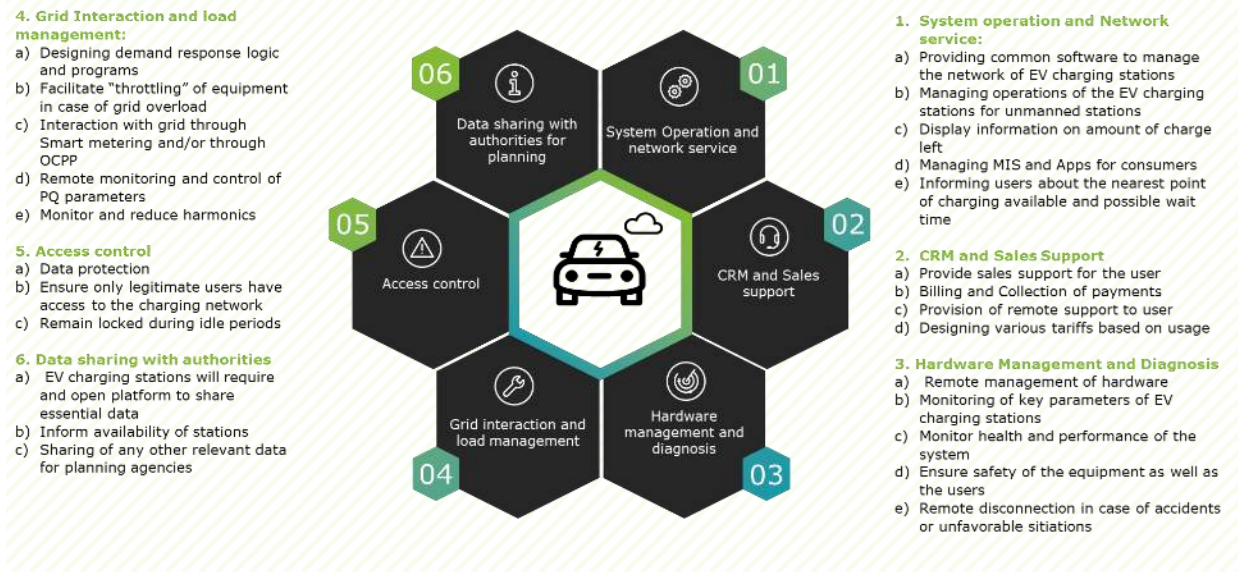 4. Grid Interaction and load
management:
a) Designing demand response logic
and programs
b) Facilitate “throttling” of equipment
in case of grid overload
c) Interaction with grid through
Smart metering and/or through
OCPP
d) Remote monitoring and control of
PQ parameters
e) Monitor and reduce harmonics
5. Access control
a) Data protection
b) Ensure only legitimate users have
access to the charging network
c) Remain locked during idle periods
6. Data sharing with authorities
a) EV charging stations will require
and open platform to share
essential data
b) Inform availability of stations
c) Sharing of any other relevant data
for planning agencies
06
Data sharing with
authorities for
planning
01
System Operation and
network service
05
Access control
02
CRM and Sales
support
04
Grid interaction and
load management
03
Hardware
management and
diagnosis
1. System operation and Network
service:
a) Providing common software to manage
the network of EV charging stations
b) Managing operations of the EV charging
stations for unmanned stations
c) Display information on amount of charge
left
d) Managing MIS and Apps for consumers
e) Informing users about the nearest point
of charging available and possible wait
time
2. CRM and Sales Support
a) Provide sales support for the user
b) Billing and Collection of payments
c) Provision of remote support to user
d) Designing various tariffs based on usage
3. Hardware Management and Diagnosis
a) Remote management of hardware
b) Monitoring of key parameters of EV
charging stations
c) Monitor health and performance of the
system
d) Ensure safety of the equipment as well as
the users
e) Remote disconnection in case of accidents
or unfavorable sitiations